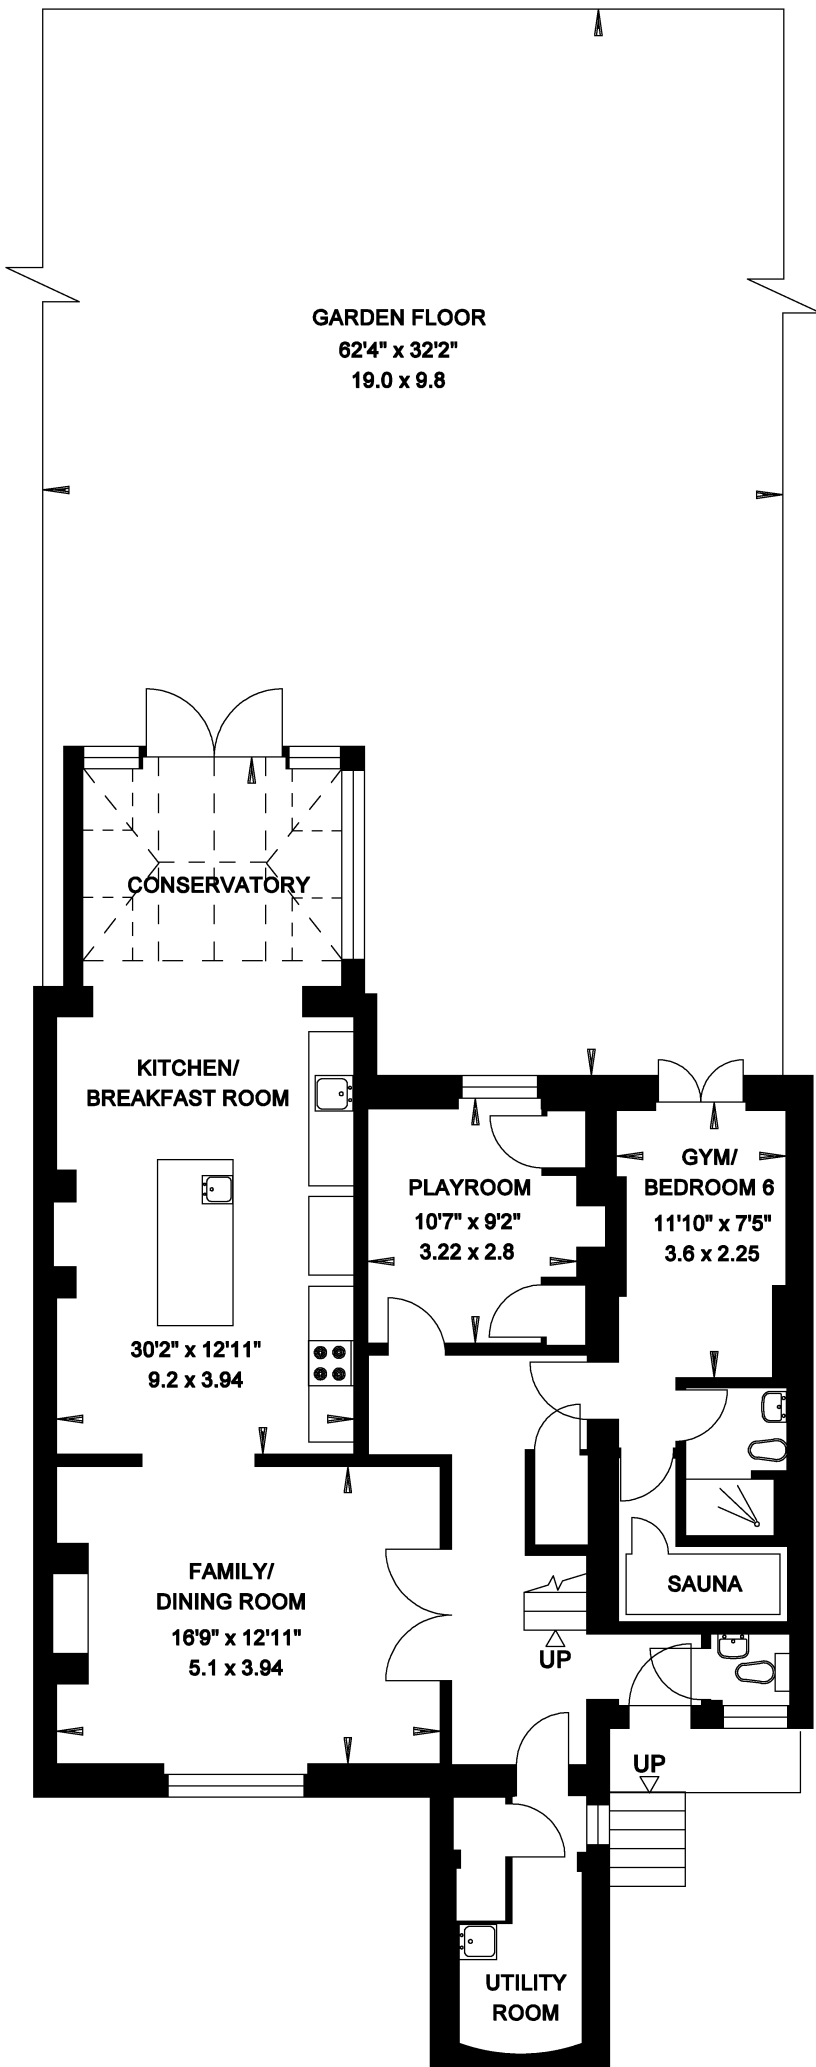 GARDEN FLOOR
62'4" x 32'2"
19.0 x 9.8
CONSERVATORY
KITCHEN/
BREAKFAST ROOM
30'2" x 12'11"
9.2 x 3.94
PLAYROOM
10'7" x 9'2"
3.22 x 2.8
GYM/
BEDROOM 6
11'10" x 7'5"
3.6 x 2.25
FAMILY/
DINING ROOM
16'9" x 12'11"
5.1 x 3.94
SAUNA
UP
UP
UTILITY
ROOM